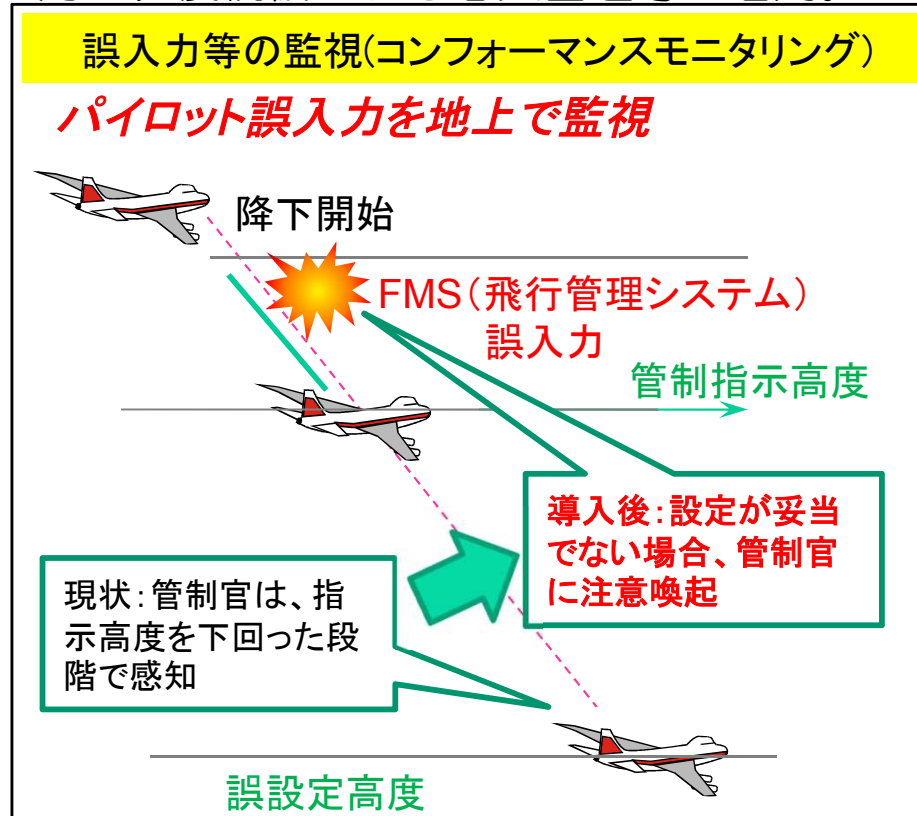 誤入力等の監視(コンフォーマンスモニタリング)
パイロット誤入力を地上で監視
降下開始
FMS(飛行管理システム)
誤入力
管制指示高度
導入後:設定が妥当
でない場合、管制官
に注意喚起
現状:管制官は、指
示高度を下回った段
階で感知
誤設定高度